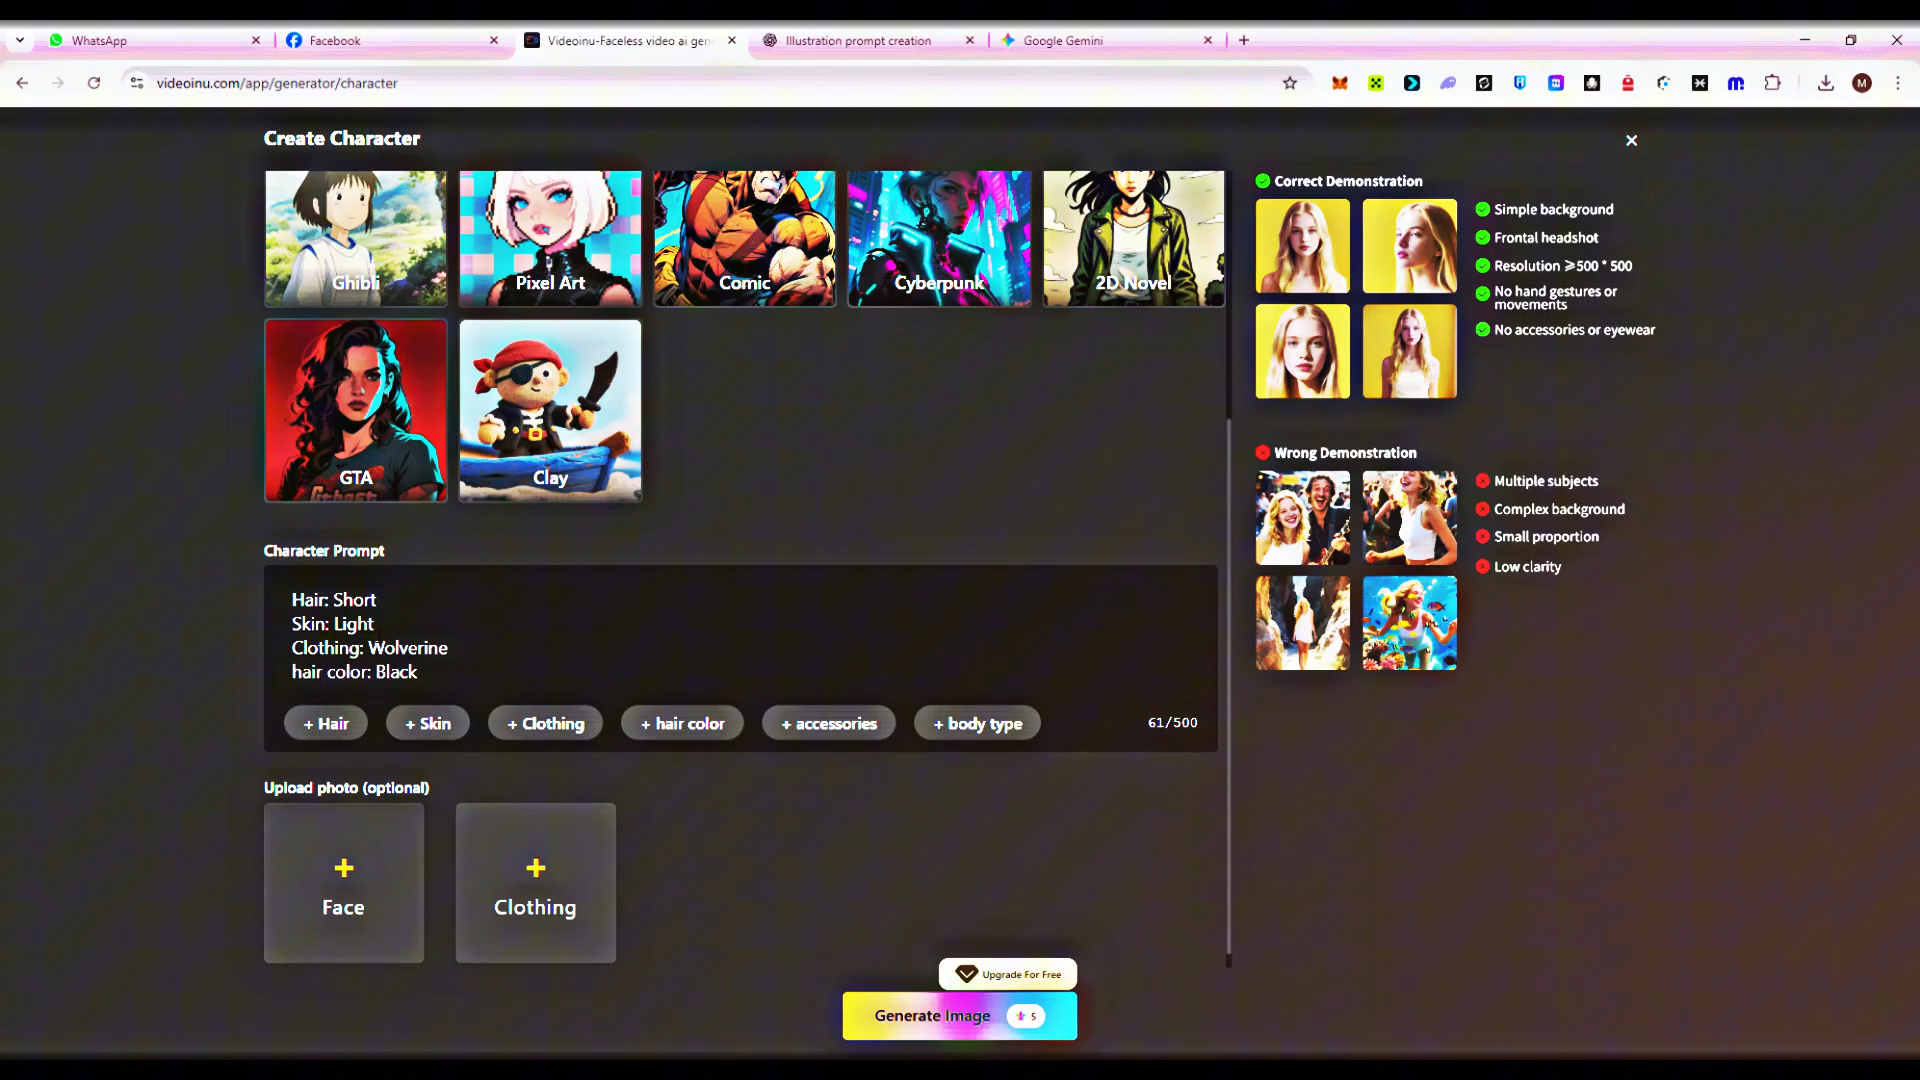 WhatsApp
Facebook
Videoinu-Faceless video ai gen
Illustration prompt creation
Google Gemini
videoinu.com/app/generator/character
M
Create Character
Ghibli
Pixel Art
Comic
Cyberpunk
2D Novel
GTA
Clay
Character Prompt
Hair: Short
Skin: Light
Clothing: Wolverine
hair color: Black
+ Hair
+ Skin
+ Clothing
+ hair color
+ accessories
+ body type
61/500
Upload photo (optional)
+
Face
+
Clothing
Upgrade For Free
Generate Image
5
Correct Demonstration
Simple background
Frontal headshot
Resolution ⩾500 * 500
No hand gestures or
movements
No accessories or eyewear
Wrong Demonstration
Multiple subjects
Complex background
Small proportion
Low clarity